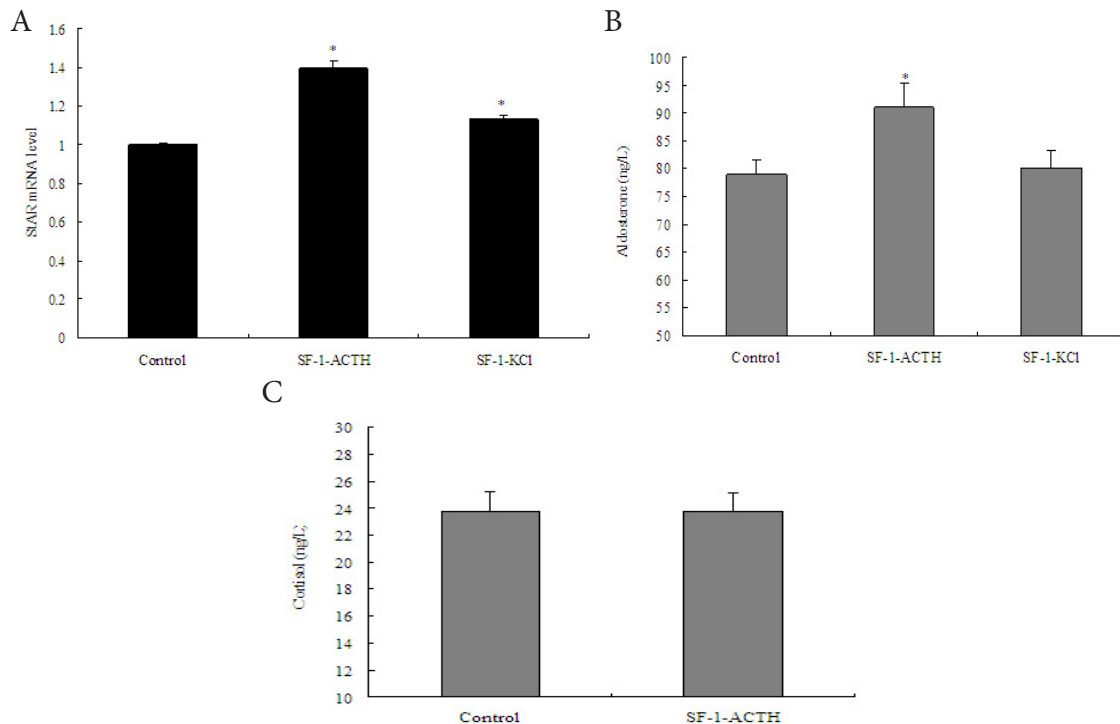 A
StAR mRNA level
1.6
1.4
1.2
1
0.8
0.6
0.4
0.2
0
*
*
Control
SF-1-ACTH
SF-1-KCl
B
Aldosterone (ng/L)
100
95
90
85
80
75
70
65
60
55
50
*
Control
SF-1-ACTH
SF-1-KCl
C
Cortisol (ng/L)
30
28
26
24
22
20
18
16
14
12
10
Control
SF-1-ACTH